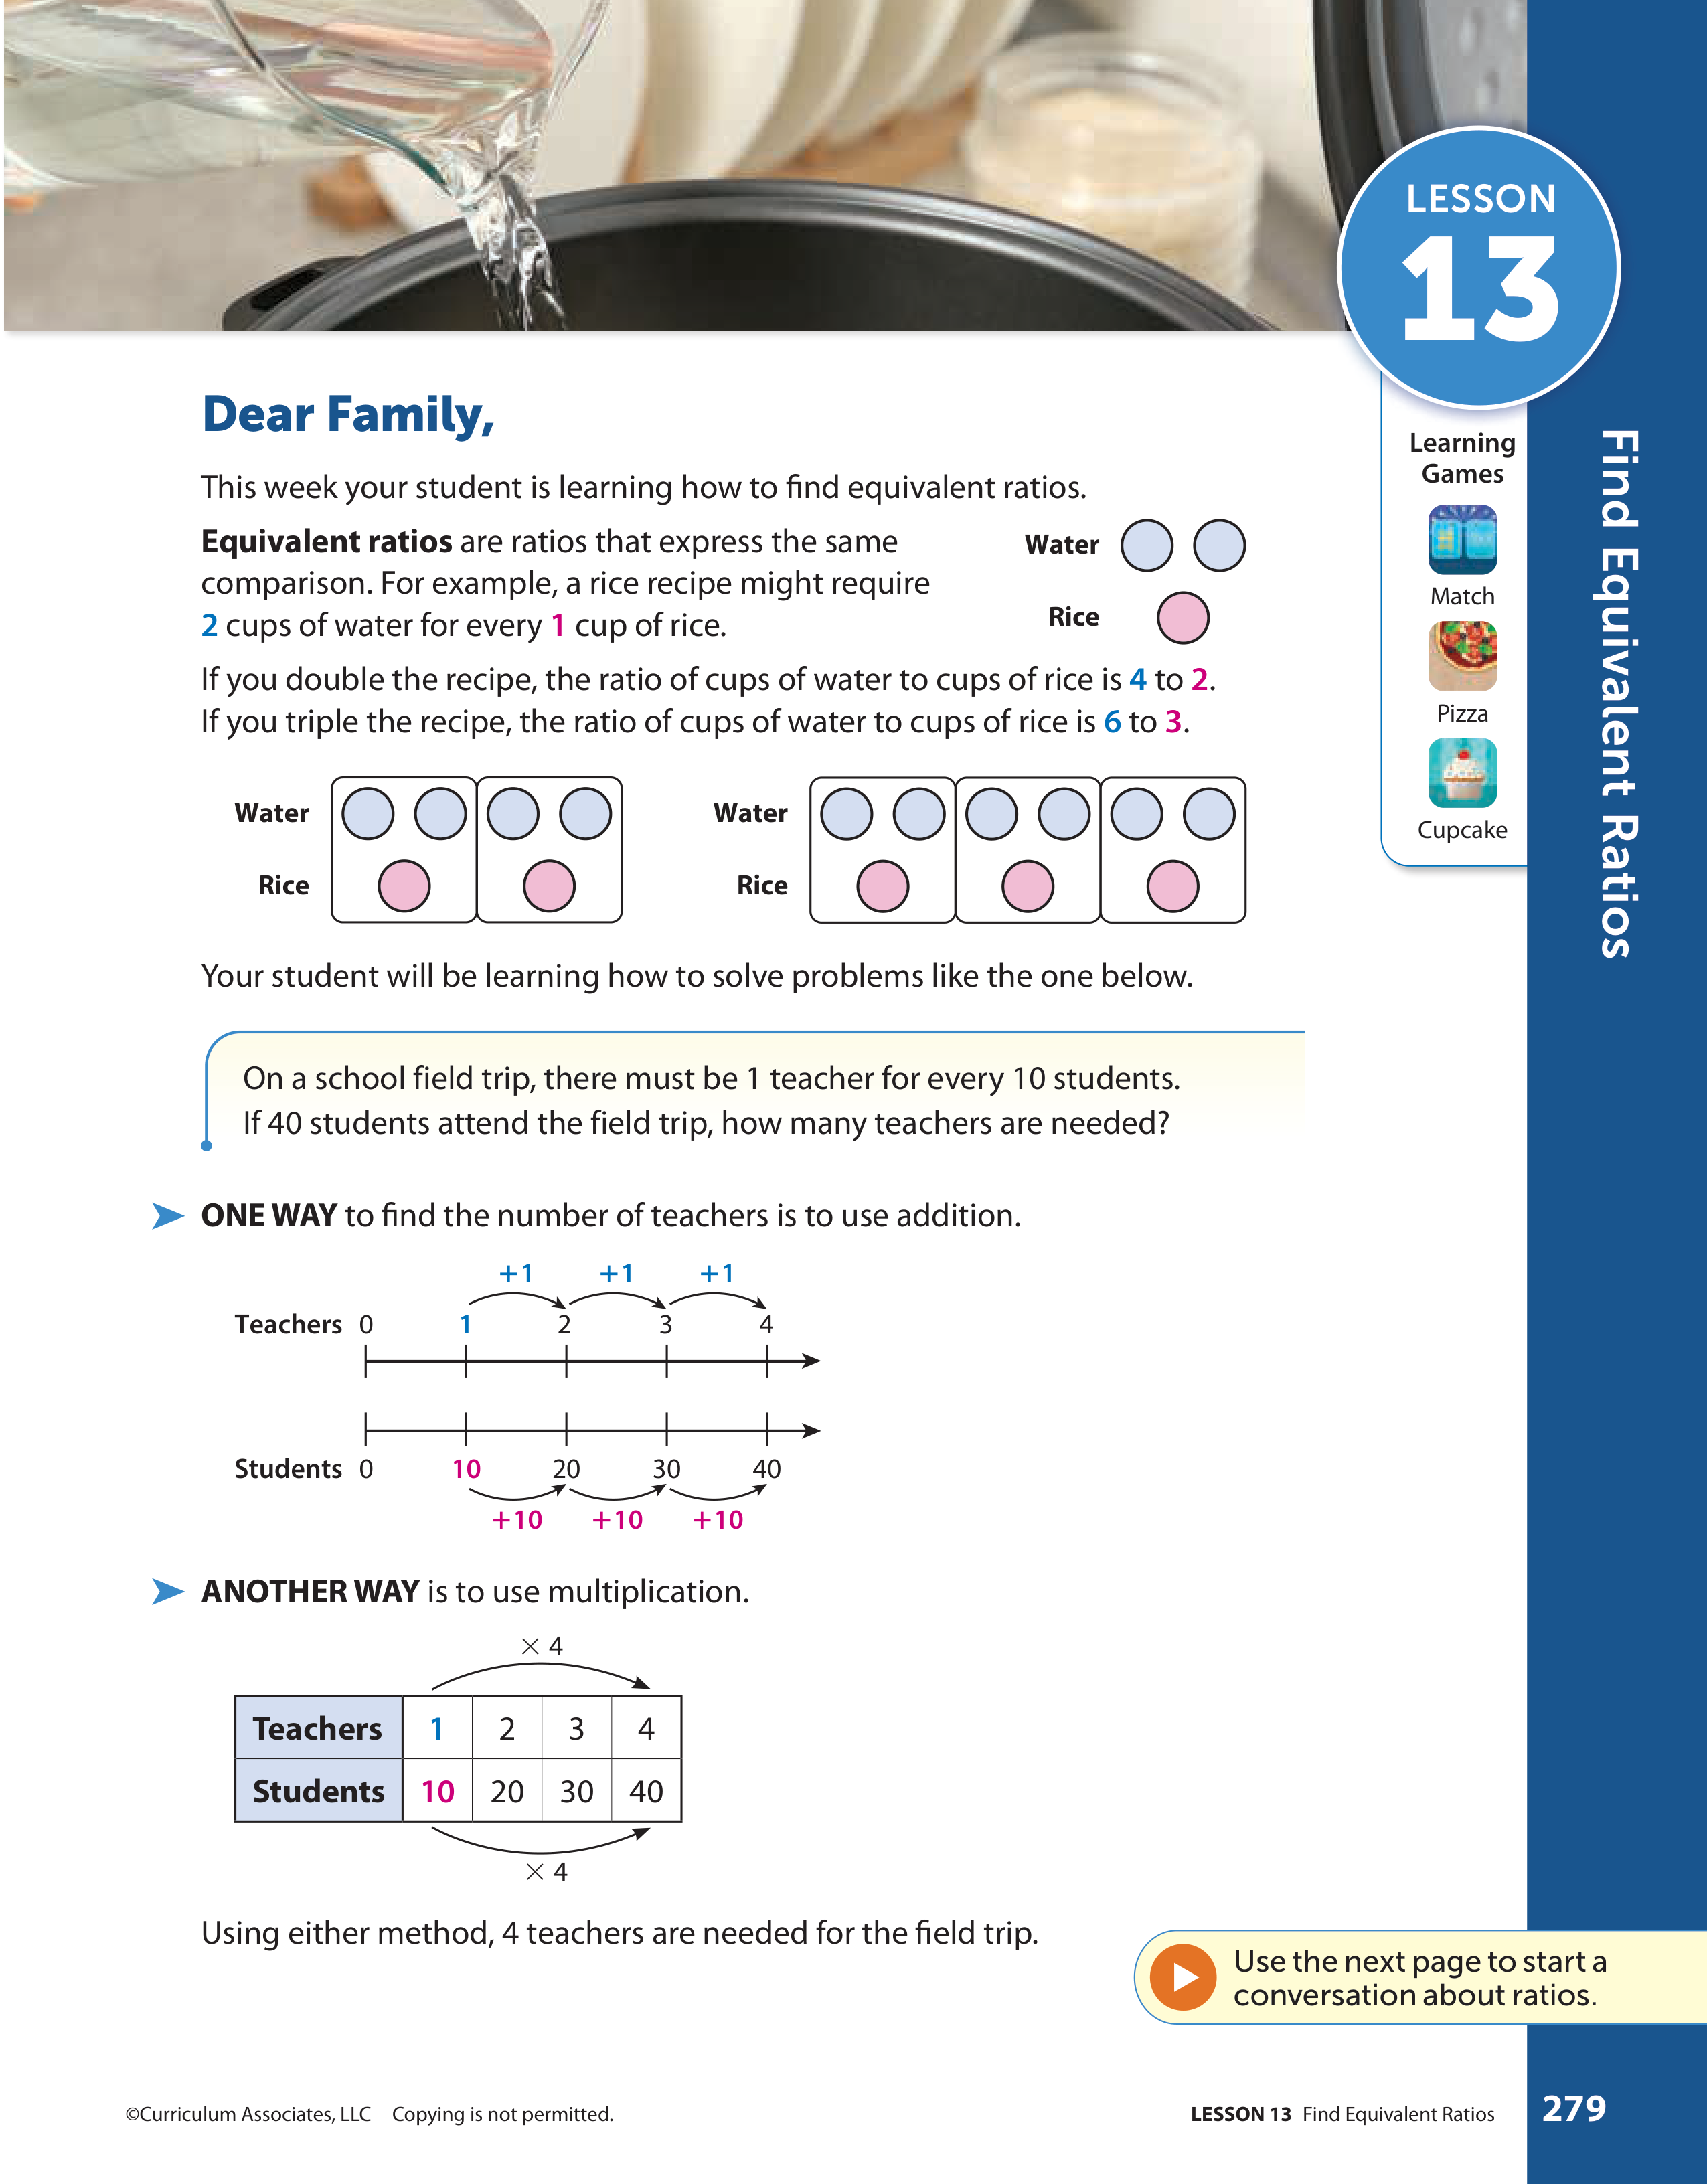 LESSON
13
Find Equivalent Ratios
Learning
Games
Match
Pizza
Cupcake
Dear Family,
This week your student is learning how to find equivalent ratios.
Equivalent ratios are ratios that express the same
comparison. For example, a rice recipe might require
2 cups of water for every 1 cup of rice.
Water
Rice
If you double the recipe, the ratio of cups of water to cups of rice is 4 to 2.
If you triple the recipe, the ratio of cups of water to cups of rice is 6 to 3.
Water
Rice
Water
Rice
Your student will be learning how to solve problems like the one below.
On a school field trip, there must be 1 teacher for every 10 students.
If 40 students attend the field trip, how many teachers are needed?
ONE WAY to find the number of teachers is to use addition.
+1 +1 +1
Teachers 0 1 2 3 4
Students 0 10 20 30 40
+10 +10 +10
ANOTHER WAY is to use multiplication.
× 4
Teachers 1 2 3 4
Students 10 20 30 40
× 4
Using either method, 4 teachers are needed for the field trip.
Use the next page to start a
conversation about ratios.
©Curriculum Associates, LLC Copying is not permitted.
LESSON 13 Find Equivalent Ratios
279